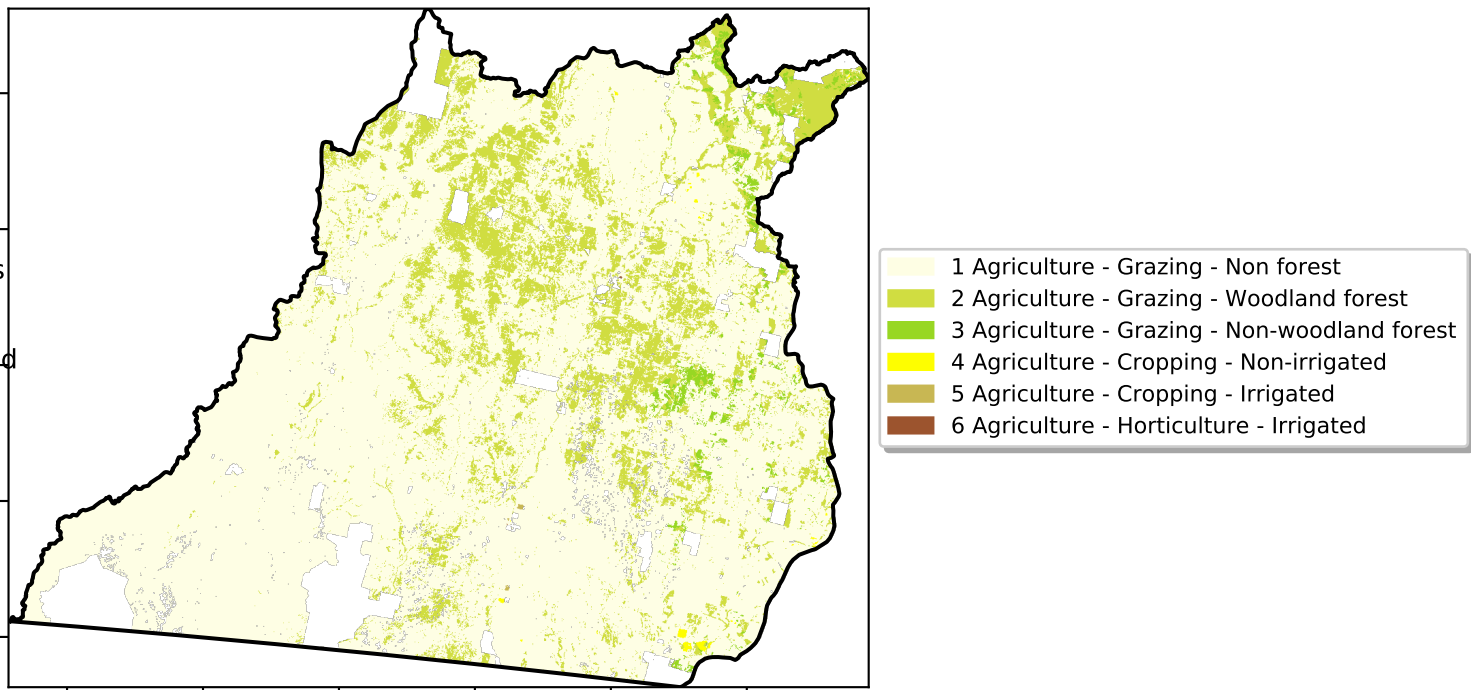 s
d
1 Agriculture - Grazing - Non forest
2 Agriculture - Grazing - Woodland forest
3 Agriculture - Grazing - Non-woodland forest
4 Agriculture - Cropping - Non-irrigated
5 Agriculture - Cropping - Irrigated
6 Agriculture - Horticulture - Irrigated